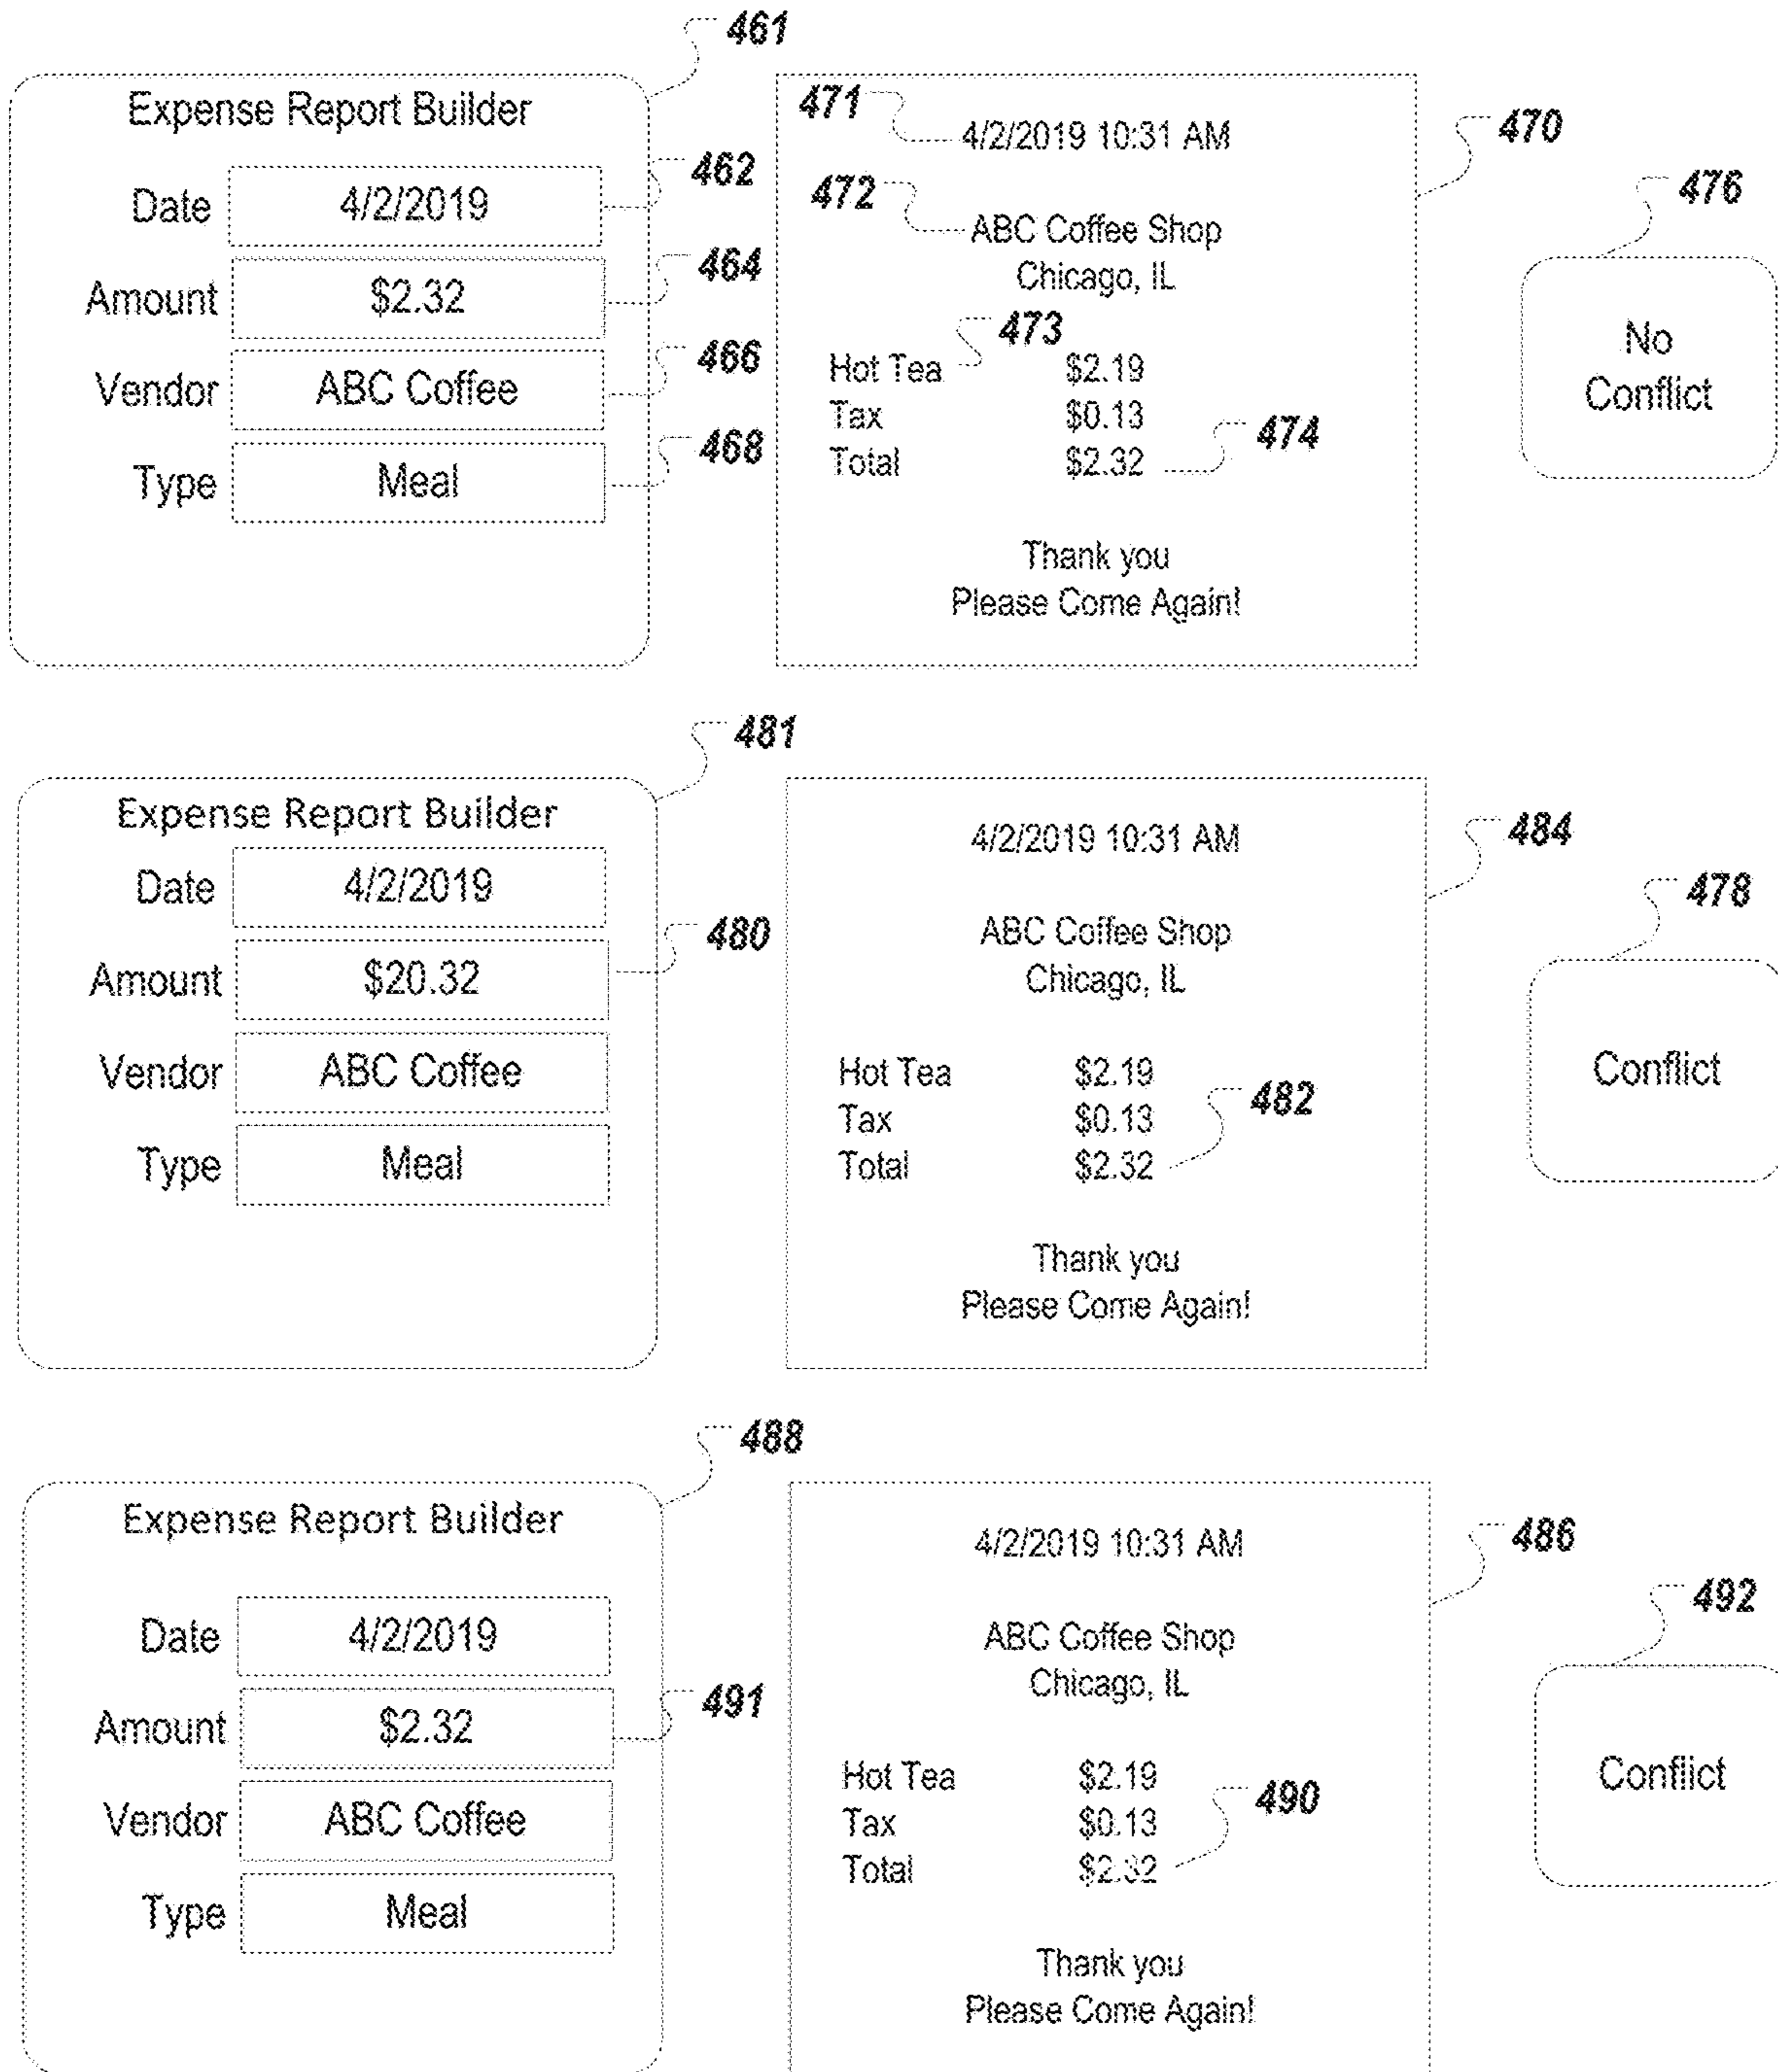 461
Expense Report Builder
471
4/2/2019 10:31 AM
470
Date 4/2/2019 462
472
476
ABC Coffee Shop
Chicago, IL
Amount $2.32 464
473
Hot Tea $2.19
No
Conflict
Vendor ABC Coffee 466
Tax $0.13
474
Type Meal 468
Total $2.32
Thank you
Please Come Again!
481
Expense Report Builder
4/2/2019 10:31 AM
484
Date 4/2/2019
478
Amount $20.32 480
ABC Coffee Shop
Chicago, IL
Vendor ABC Coffee
Hot Tea $2.19
Conflict
482
Tax $0.13
Type Meal
Total $2.32
Thank you
Please Come Again!
488
Expense Report Builder
4/2/2019 10:31 AM
486
492
Date 4/2/2019
ABC Coffee Shop
Chicago, IL
Amount $2.32 491
Hot Tea $2.19
Conflict
490
Vendor ABC Coffee
Tax $0.13
Total $2.32
Type Meal
Thank you
Please Come Again!